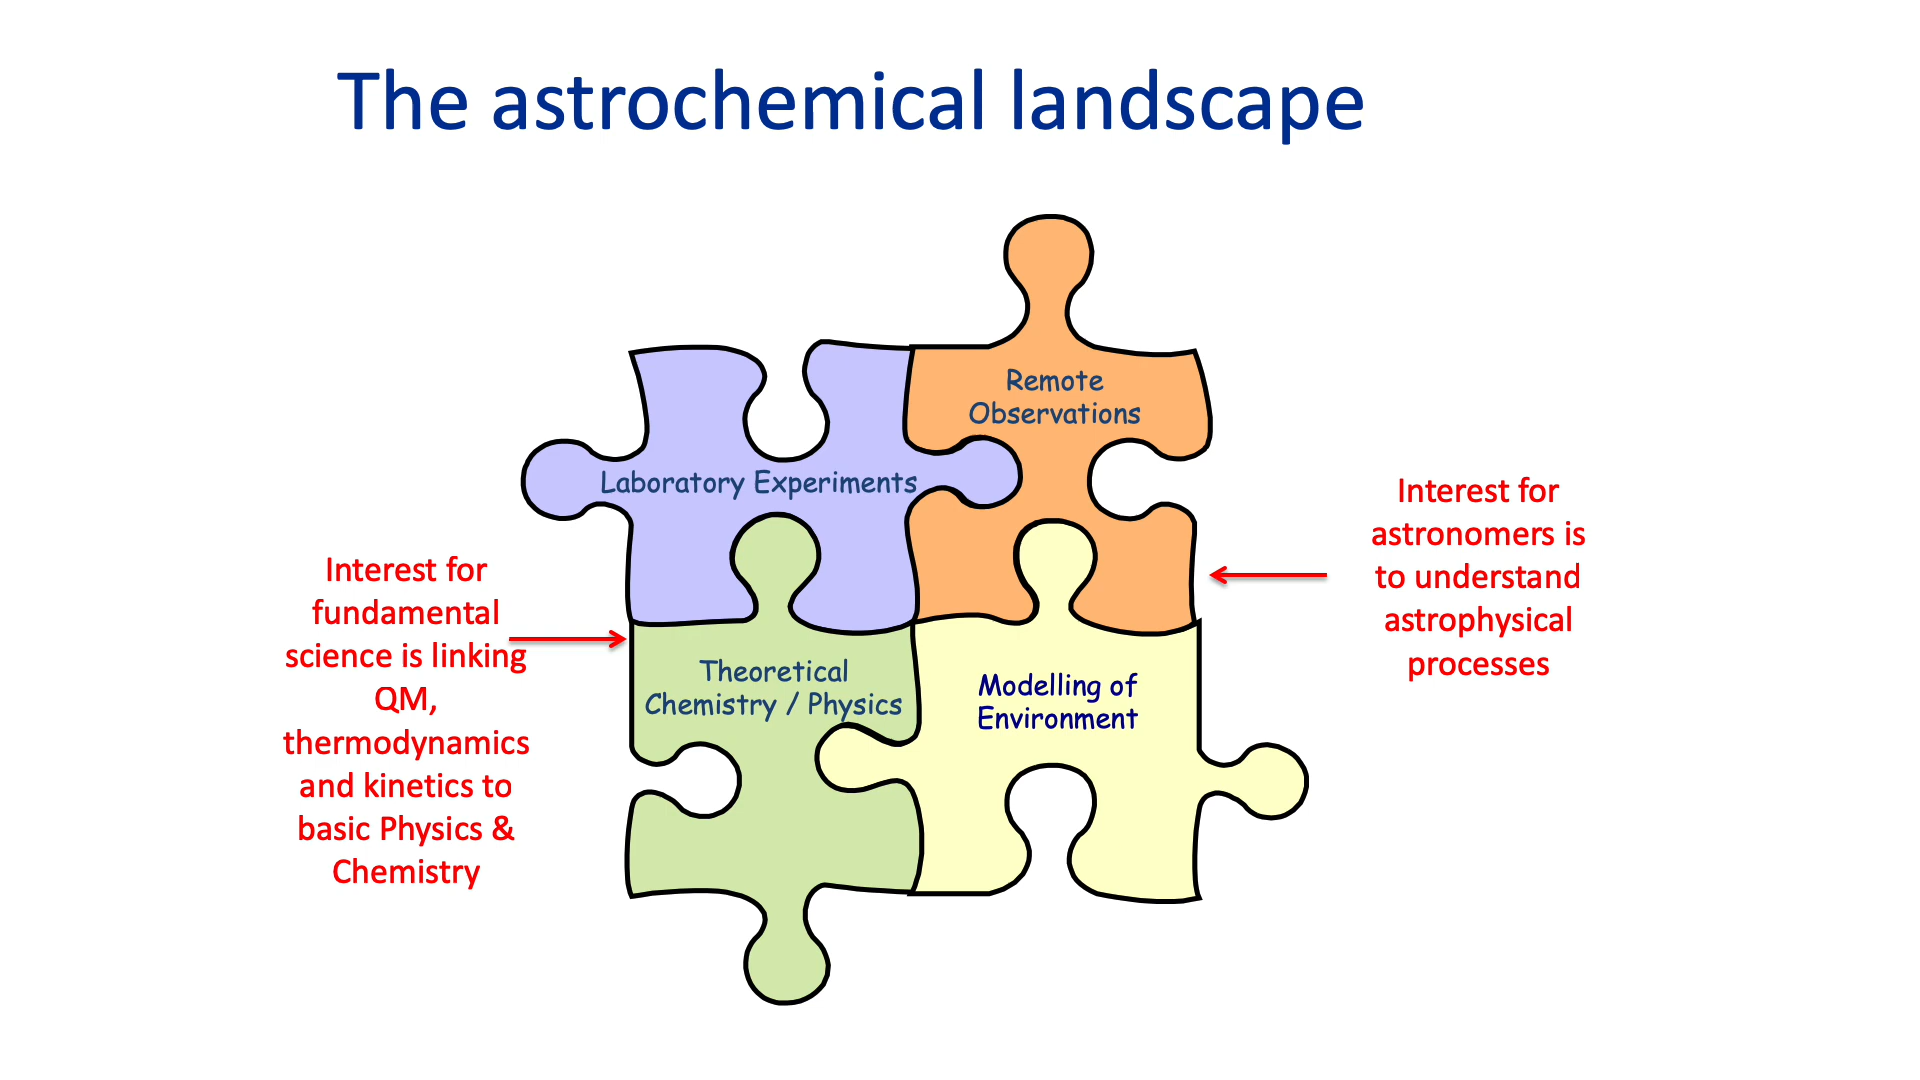 The astrochemical landscape
Remote
Observations
Laboratory Experiments
Interest for
astronomers is
to understand
astrophysical
processes
Interest for
fundamental
science is linking
QM,
thermodynamics
and kinetics to
basic Physics &
Chemistry
Theoretical
Chemistry / Physics
Modelling of
Environment